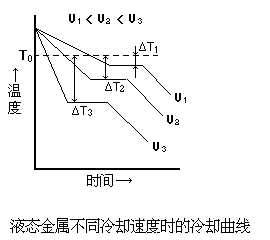 υ₁ < υ₂ < υ₃
T₀
ΔT₁
ΔT₂
ΔT₃
υ₁
υ₂
υ₃
温度→
时间→
液态金属不同冷却速度时的冷却曲线